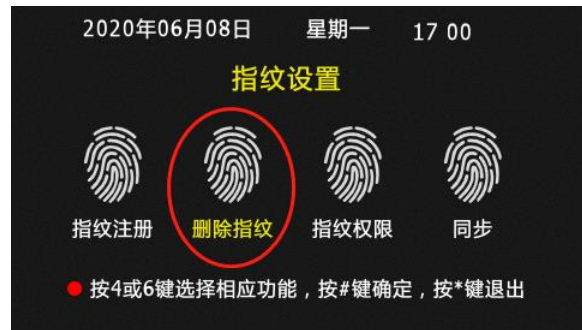 2020年06月08日 星期一 17 00
指纹设置
指纹注册 删除指纹 指纹权限 同步
按4或6键选择相应功能，按#键确定，按*键退出